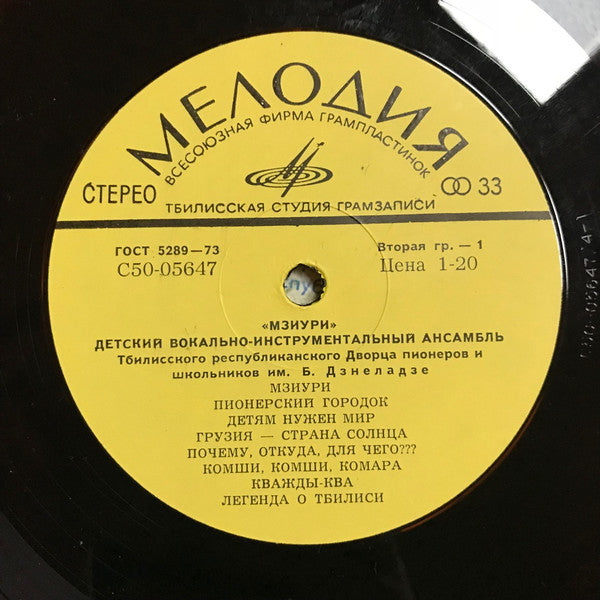 МЕЛОДИЯ
ВСЕСОЮЗНАЯ ФИРМА ГРАМПЛАСТИНОК
СТЕРЕО
33
ТБИЛИССКАЯ СТУДИЯ ГРАМЗАПИСИ
ГОСТ 5289—73
Вторая гр. — 1
С50-05647
Цена 1-20
«МЗИУРИ»
ДЕТСКИЙ ВОКАЛЬНО-ИНСТРУМЕНТАЛЬНЫЙ АНСАМБЛЬ
Тбилисского республиканского Дворца пионеров и
школьников им. Б. Дзнеладзе
МЗИУРИ
ПИОНЕРСКИЙ ГОРОДОК
ДЕТЯМ НУЖЕН МИР
ГРУЗИЯ — СТРАНА СОЛНЦА
ПОЧЕМУ, ОТКУДА, ДЛЯ ЧЕГО???
КОМШИ, КОМШИ, КОМАРА
КВАЖДЫ-КВА
ЛЕГЕНДА О ТБИЛИСИ